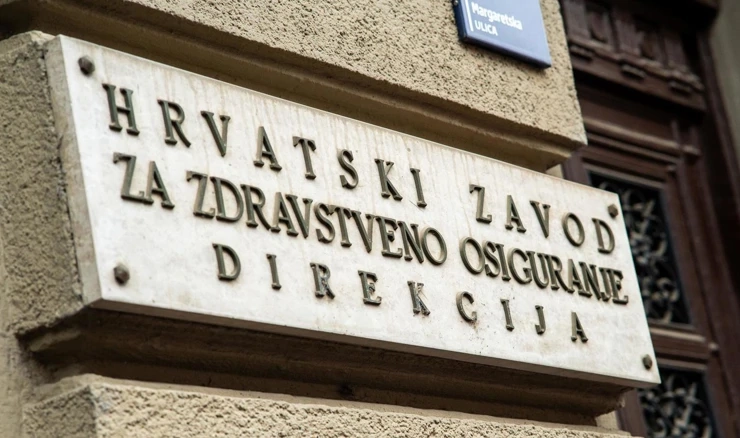 Margaretska
ULICA
HRVATSKI ZAVOD
ZA ZDRAVSTVENO OSIGURANJE
DIREKCIJA